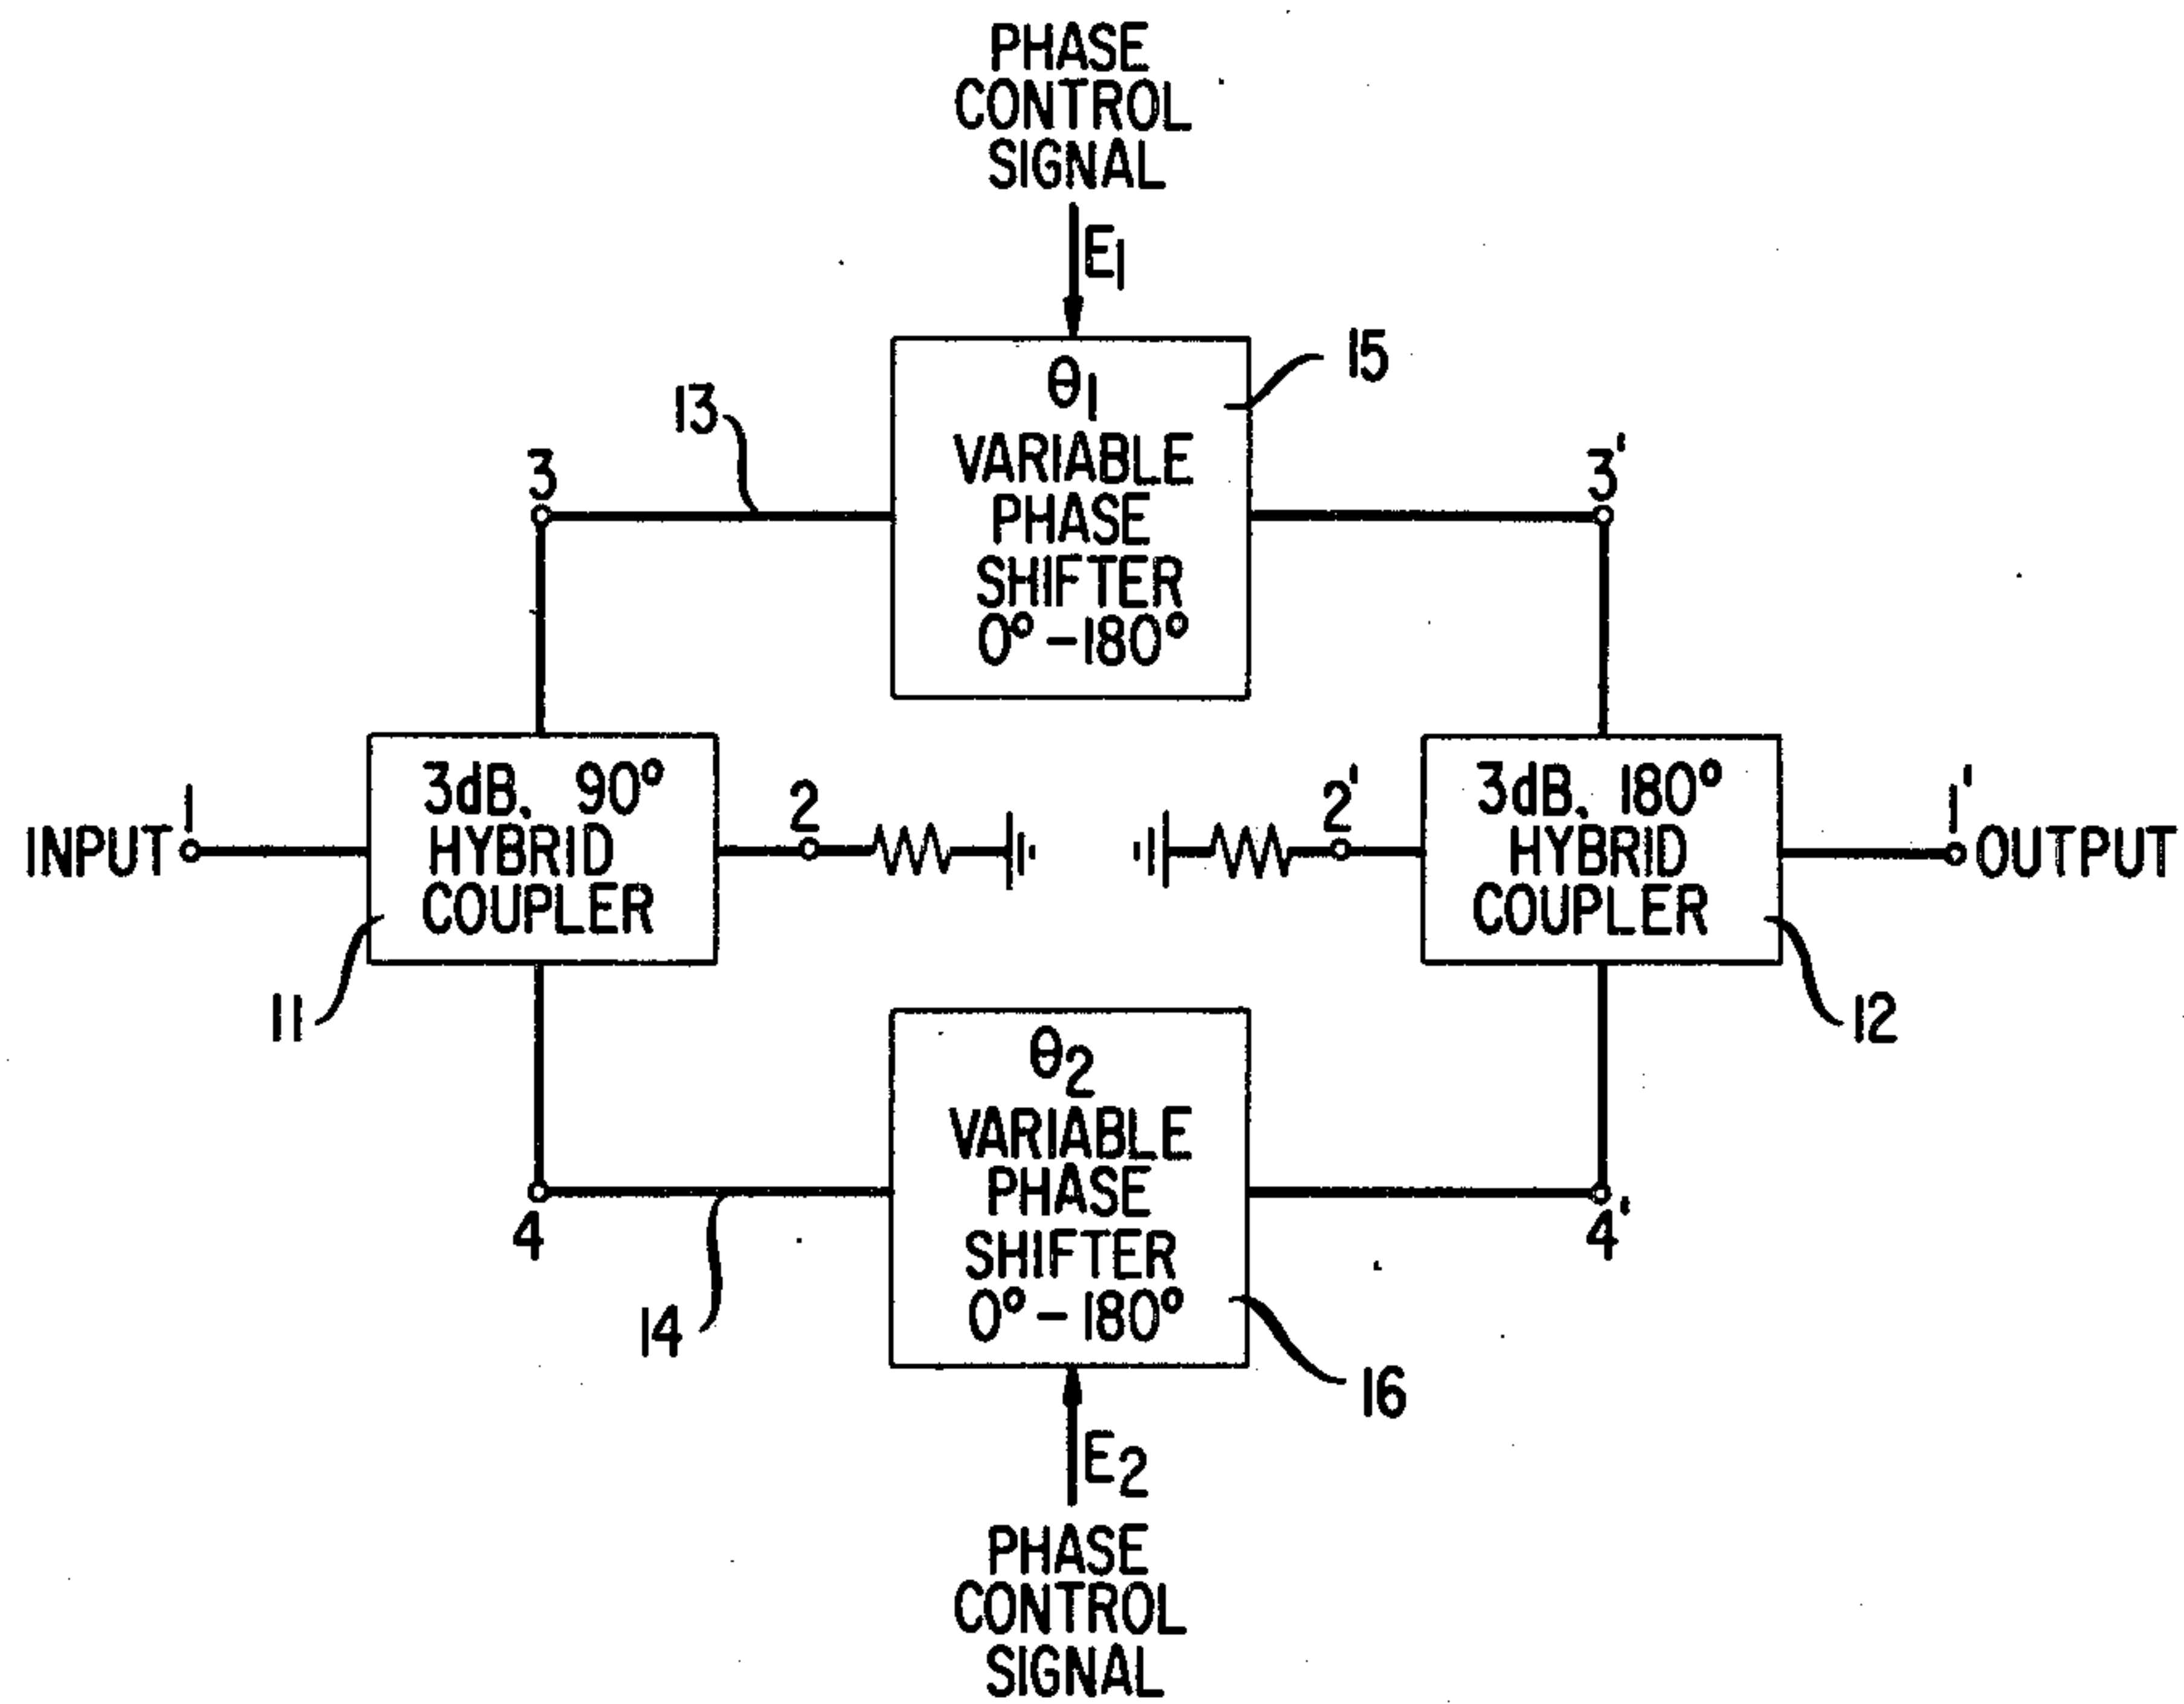 PHASE
CONTROL
SIGNAL
E1
θ1
VARIABLE
PHASE
SHIFTER
0°-180°
15
13
3
3'
3dB. 90°
HYBRID
COUPLER
1
INPUT
2
2'
3dB. 180°
HYBRID
COUPLER
1'
OUTPUT
11
12
θ2
VARIABLE
PHASE
SHIFTER
0°-180°
4
4'
14
16
E2
PHASE
CONTROL
SIGNAL